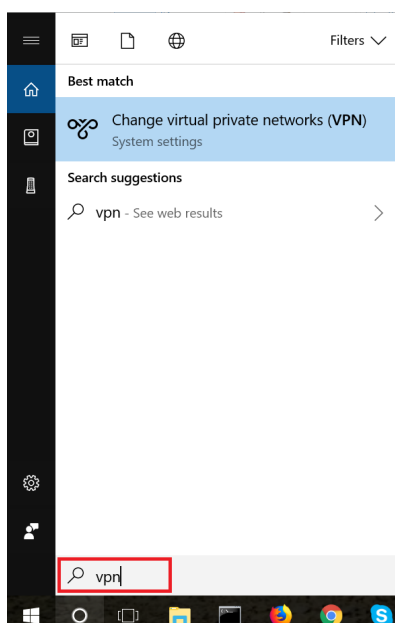 Filters
Best match
Change virtual private networks (VPN)
System settings
Search suggestions
vpn - See web results
vpn